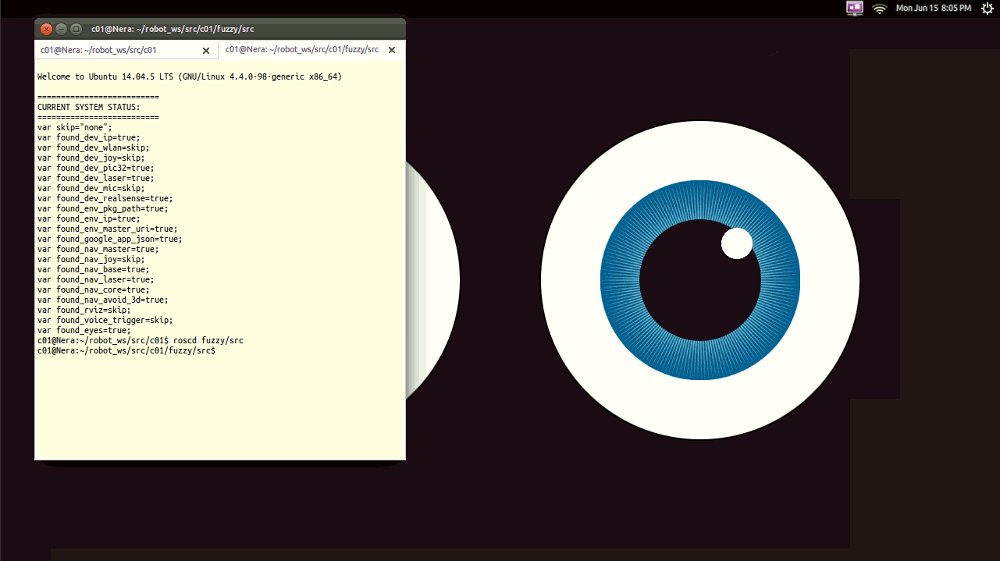 Mon Jun 15 8:05 PM
c01@Nera: ~/robot_ws/src/c01/fuzzy/src
c01@Nera: ~/robot_ws/src/c01
c01@Nera: ~/robot_ws/src/c01/fuzzy/src
Welcome to Ubuntu 14.04.5 LTS (GNU/Linux 4.4.0-98-generic x86_64)
==========================
CURRENT SYSTEM STATUS:
==========================
var skip="none";
var found_dev_ip=true;
var found_dev_wlan=skip;
var found_dev_joy=skip;
var found_dev_pic32=true;
var found_dev_laser=true;
var found_dev_mic=skip;
var found_dev_realsense=true;
var found_env_pkg_path=true;
var found_env_ip=true;
var found_env_master_uri=true;
var found_google_app_json=true;
var found_nav_master=true;
var found_nav_joy=skip;
var found_nav_base=true;
var found_nav_laser=true;
var found_nav_core=true;
var found_nav_avoid_3d=true;
var found_rviz=skip;
var found_voice_trigger=skip;
var found_eyes=true;
c01@Nera:~/robot_ws/src/c01$ roscd fuzzy/src
c01@Nera:~/robot_ws/src/c01/fuzzy/src$